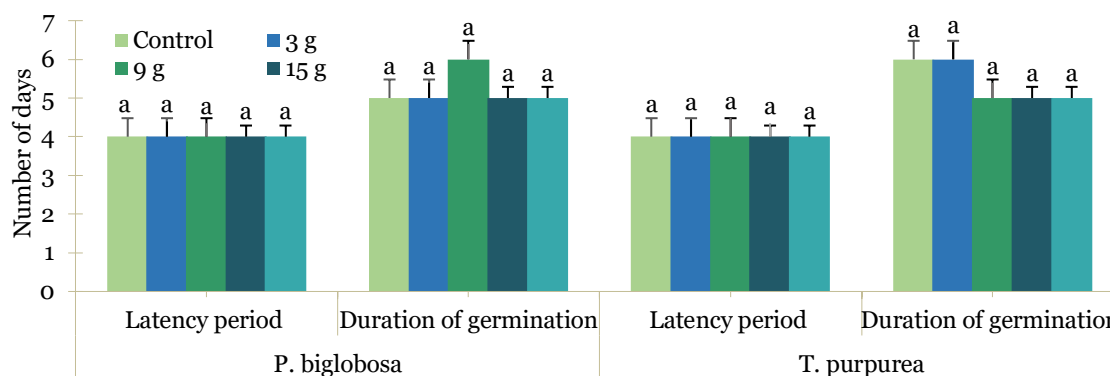 7
6
5
4
3
2
1
0
Number of days
Control 3 g
9 g 15 g
a a a a a
a a a a a
a a a a a
a a a a a
Latency period Duration of germination Latency period Duration of germination
P. biglobosa T. purpurea